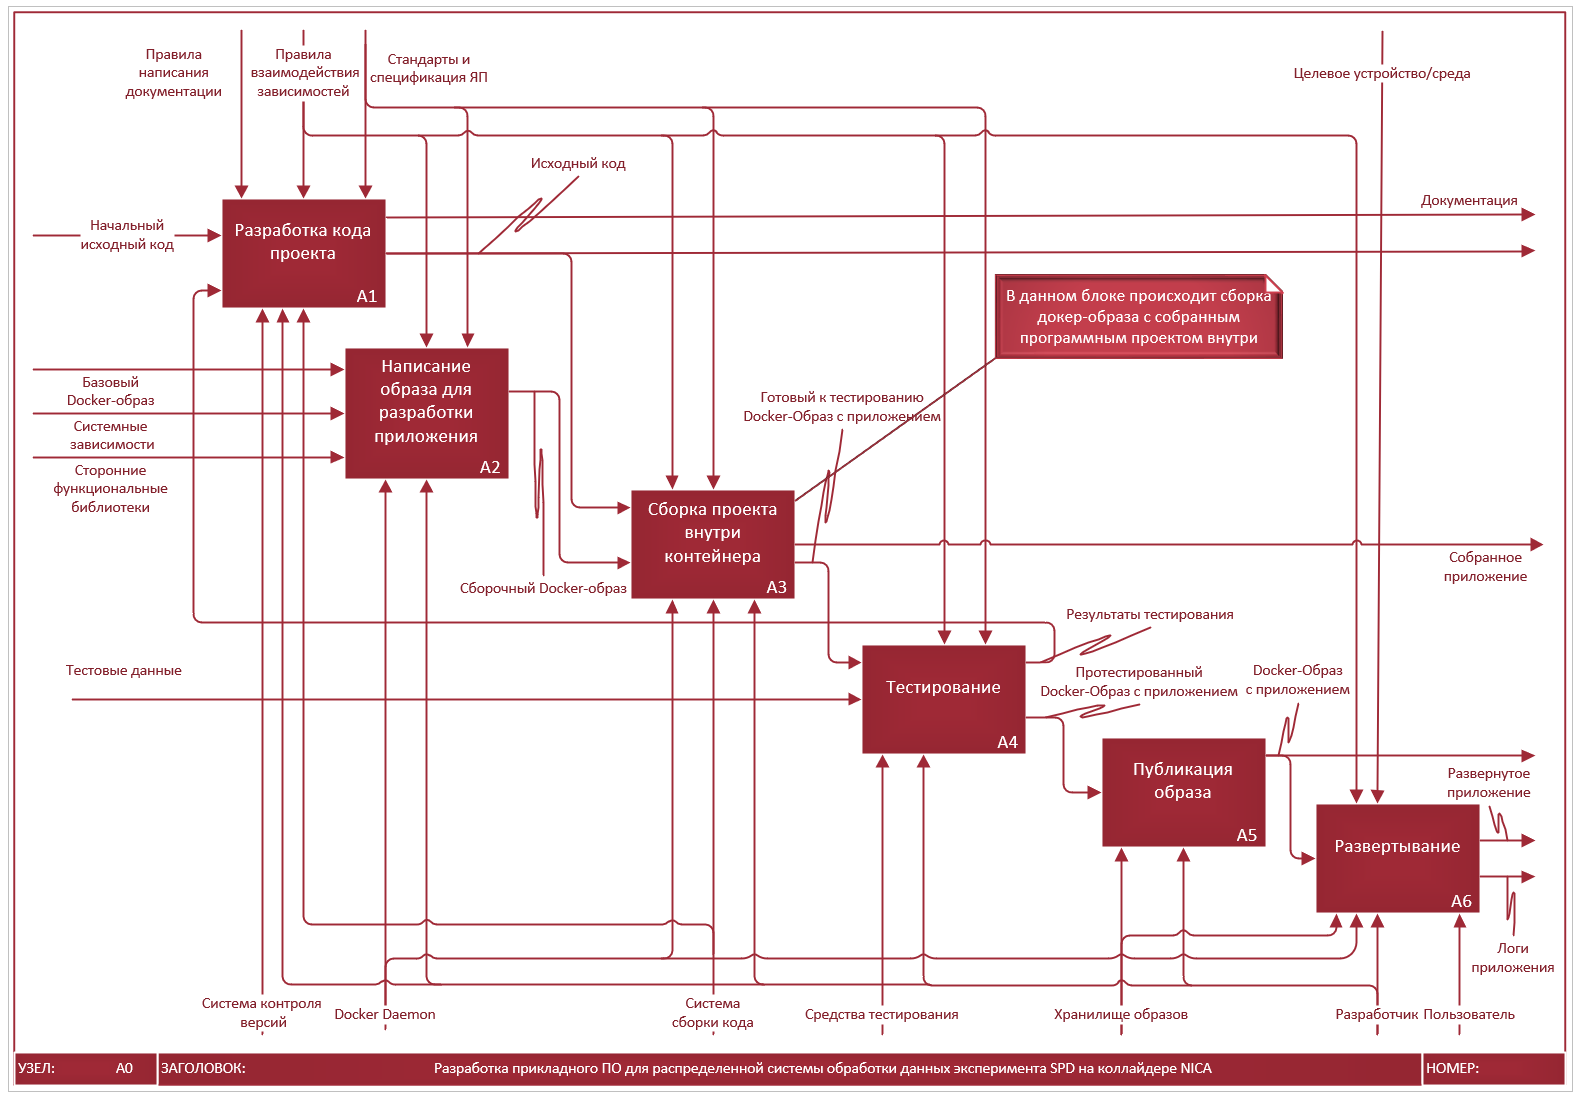 Правила
написания
документации
Правила
взаимодействия
зависимостей
Стандарты и
спецификация ЯП
Целевое устройство/среда
Исходный код
Документация
Начальный
исходный код
Разработка кода
проекта
A1
В данном блоке происходит сборка
докер-образа с собранным
программным проектом внутри
Базовый
Docker-образ
Системные
зависимости
Сторонние
функциональные
библиотеки
Написание
образа для
разработки
приложения
A2
Готовый к тестированию
Docker-Образ с приложением
Сборка проекта
внутри
контейнера
A3
Сборочный Docker-образ
Собранное
приложение
Результаты тестирования
Тестовые данные
Тестирование
A4
Протестированный
Docker-Образ с приложением
Docker-Образ
с приложением
Публикация
образа
A5
Развернутое
приложение
Развертывание
A6
Логи
приложения
Система контроля
версий
Docker Daemon
Система
сборки кода
Средства тестирования
Хранилище образов
Разработчик
Пользователь
УЗЕЛ: A0
ЗАГОЛОВОК: Разработка прикладного ПО для распределенной системы обработки данных эксперимента SPD на коллайдере NICA
НОМЕР: